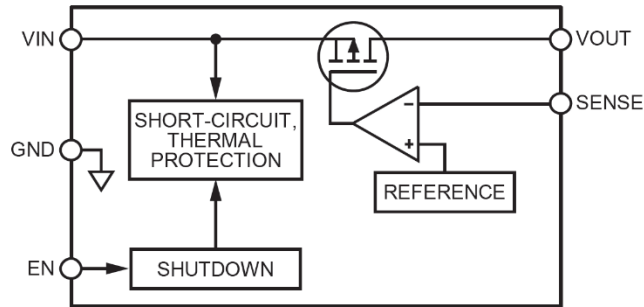 VIN
VOUT
SENSE
SHORT-CIRCUIT,
THERMAL
PROTECTION
GND
–
+
REFERENCE
EN
SHUTDOWN